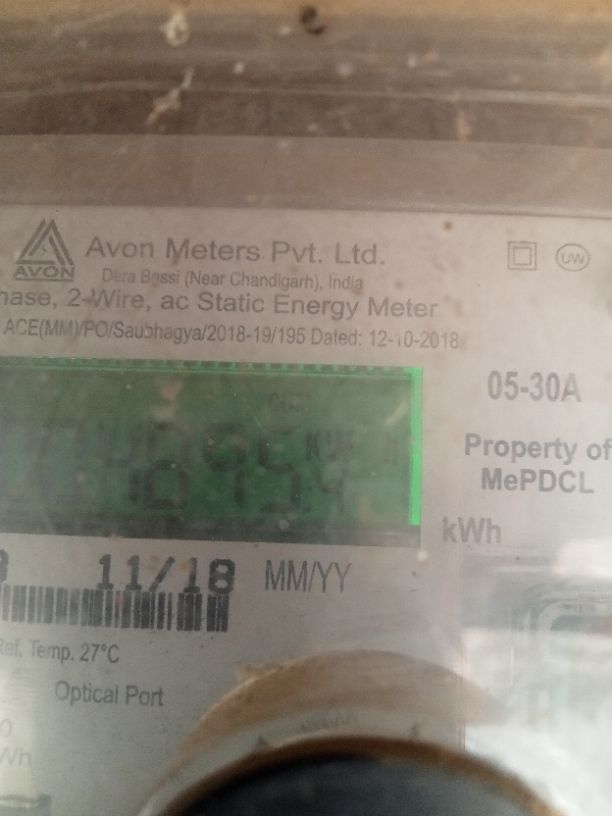 Avon Meters Pvt. Ltd.
AVON
Dera Bassi (Near Chandigarh), India
hase, 2-Wire, ac Static Energy Meter
ACE(MM)/PO/Saubhagya/2018-19/195 Dated: 12-10-2018
UW
05-30A
Property of
MePDCL
kWh
11/18 MM/YY
Ref. Temp. 27°C
Optical Port
Wh